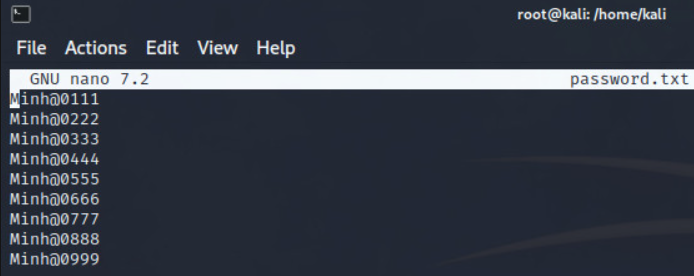 root@kali: /home/kali
File Actions Edit View Help
GNU nano 7.2 password.txt
Minh@0111
Minh@0222
Minh@0333
Minh@0444
Minh@0555
Minh@0666
Minh@0777
Minh@0888
Minh@0999